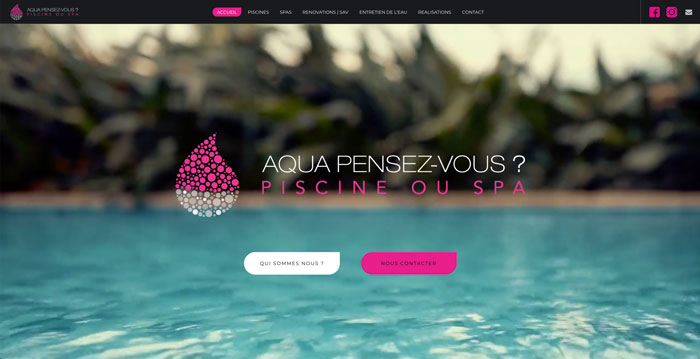 AQUA PENSEZ-VOUS ?
PISCINE OU SPA
ACCUEIL PISCINES SPAS RENOVATIONS | SAV ENTRETIEN DE L'EAU REALISATIONS CONTACT
AQUA PENSEZ-VOUS ?
PISCINE OU SPA
QUI SOMMES NOUS ? NOUS CONTACTER